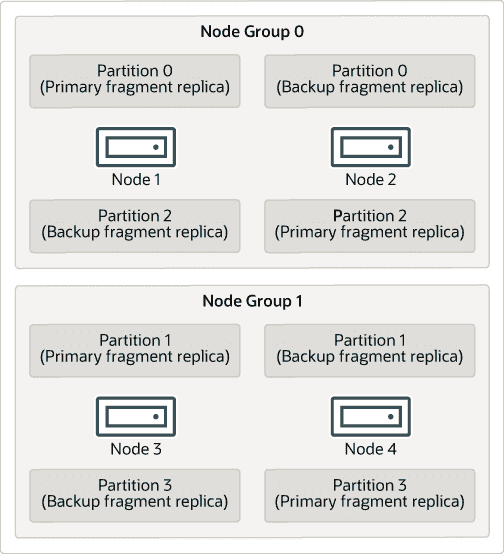 Node Group 0
Partition 0
(Primary fragment replica)
Partition 0
(Backup fragment replica)
Node 1
Node 2
Partition 2
(Backup fragment replica)
Partition 2
(Primary fragment replica)
Node Group 1
Partition 1
(Primary fragment replica)
Partition 1
(Backup fragment replica)
Node 3
Node 4
Partition 3
(Backup fragment replica)
Partition 3
(Primary fragment replica)